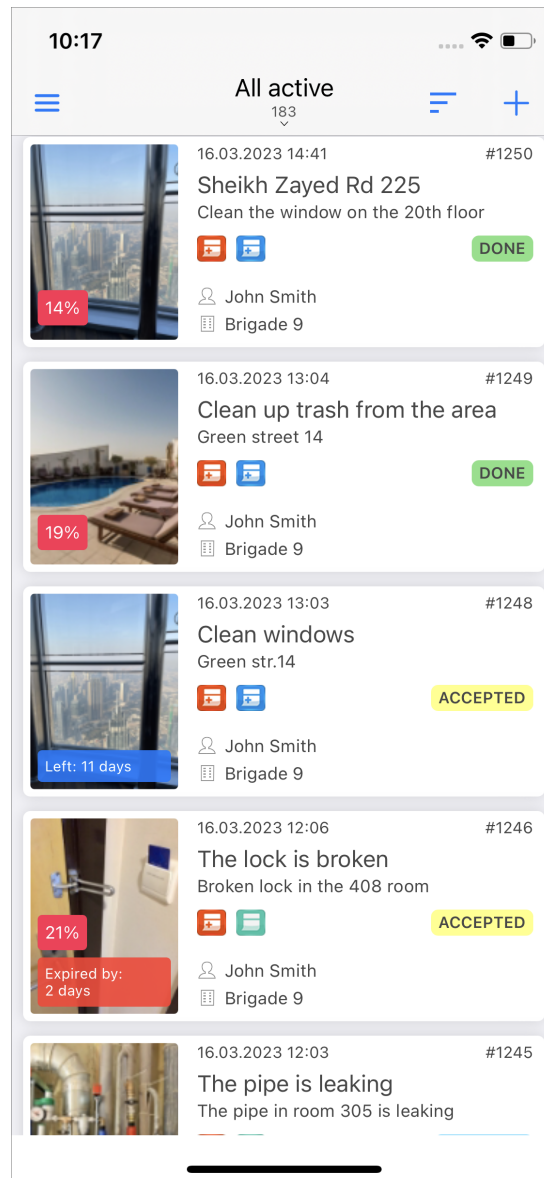 10:17
All active
183
16.03.2023 14:41 #1250
Sheikh Zayed Rd 225
Clean the window on the 20th floor
DONE
14%
John Smith
Brigade 9
16.03.2023 13:04 #1249
Clean up trash from the area
Green street 14
DONE
19%
John Smith
Brigade 9
16.03.2023 13:03 #1248
Clean windows
Green str.14
ACCEPTED
John Smith
Left: 11 days
Brigade 9
16.03.2023 12:06 #1246
The lock is broken
Broken lock in the 408 room
ACCEPTED
21%
John Smith
Expired by:
2 days
Brigade 9
16.03.2023 12:03 #1245
The pipe is leaking
The pipe in room 305 is leaking